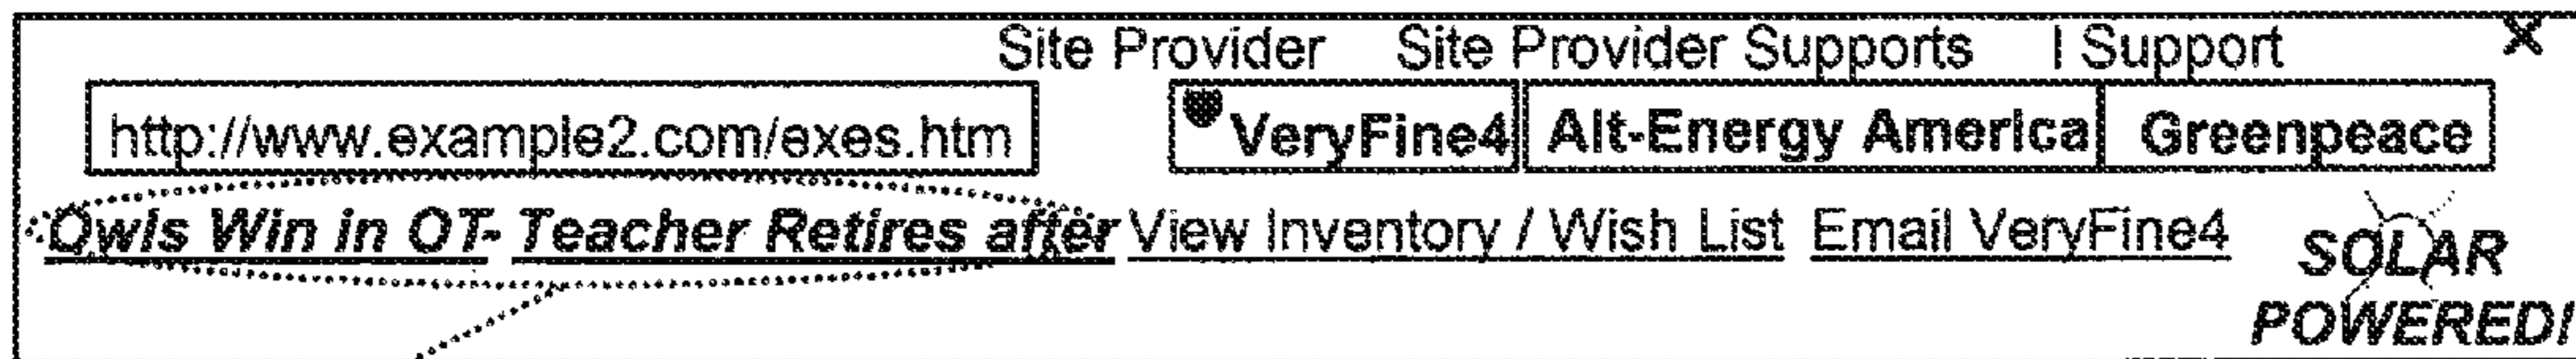 Site Provider Site Provider Supports I Support X
http://www.example2.com/exes.htm VeryFine4 Alt-Energy America Greenpeace
Owls Win in OT- Teacher Retires after View Inventory / Wish List Email VeryFine4 SOLAR
POWERED!